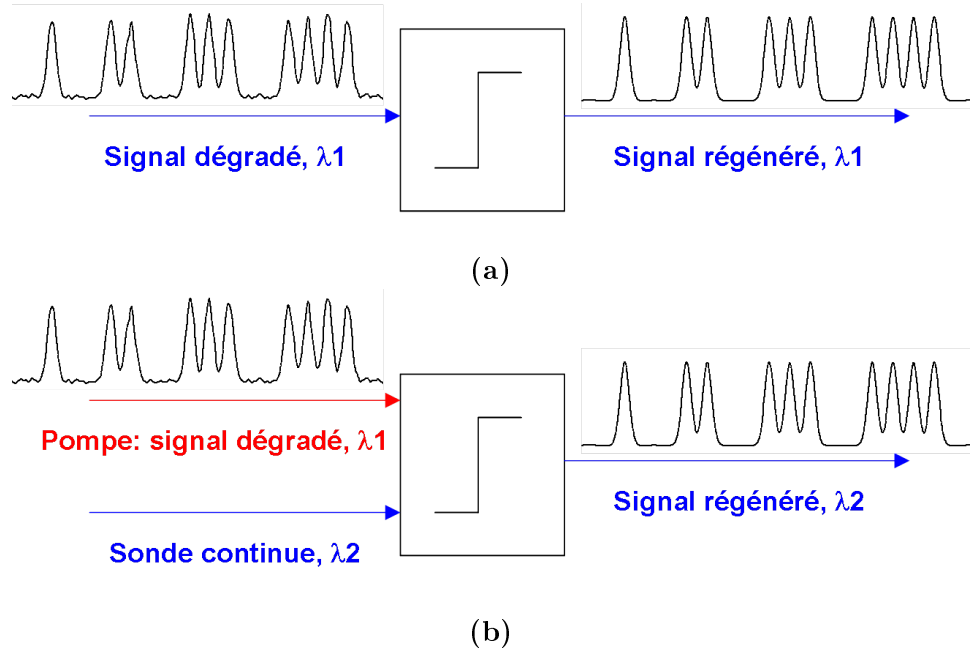 Signal dégradé, λ1
Signal régénéré, λ1
(a)
Pompe: signal dégradé, λ1
Signal régénéré, λ2
Sonde continue, λ2
(b)